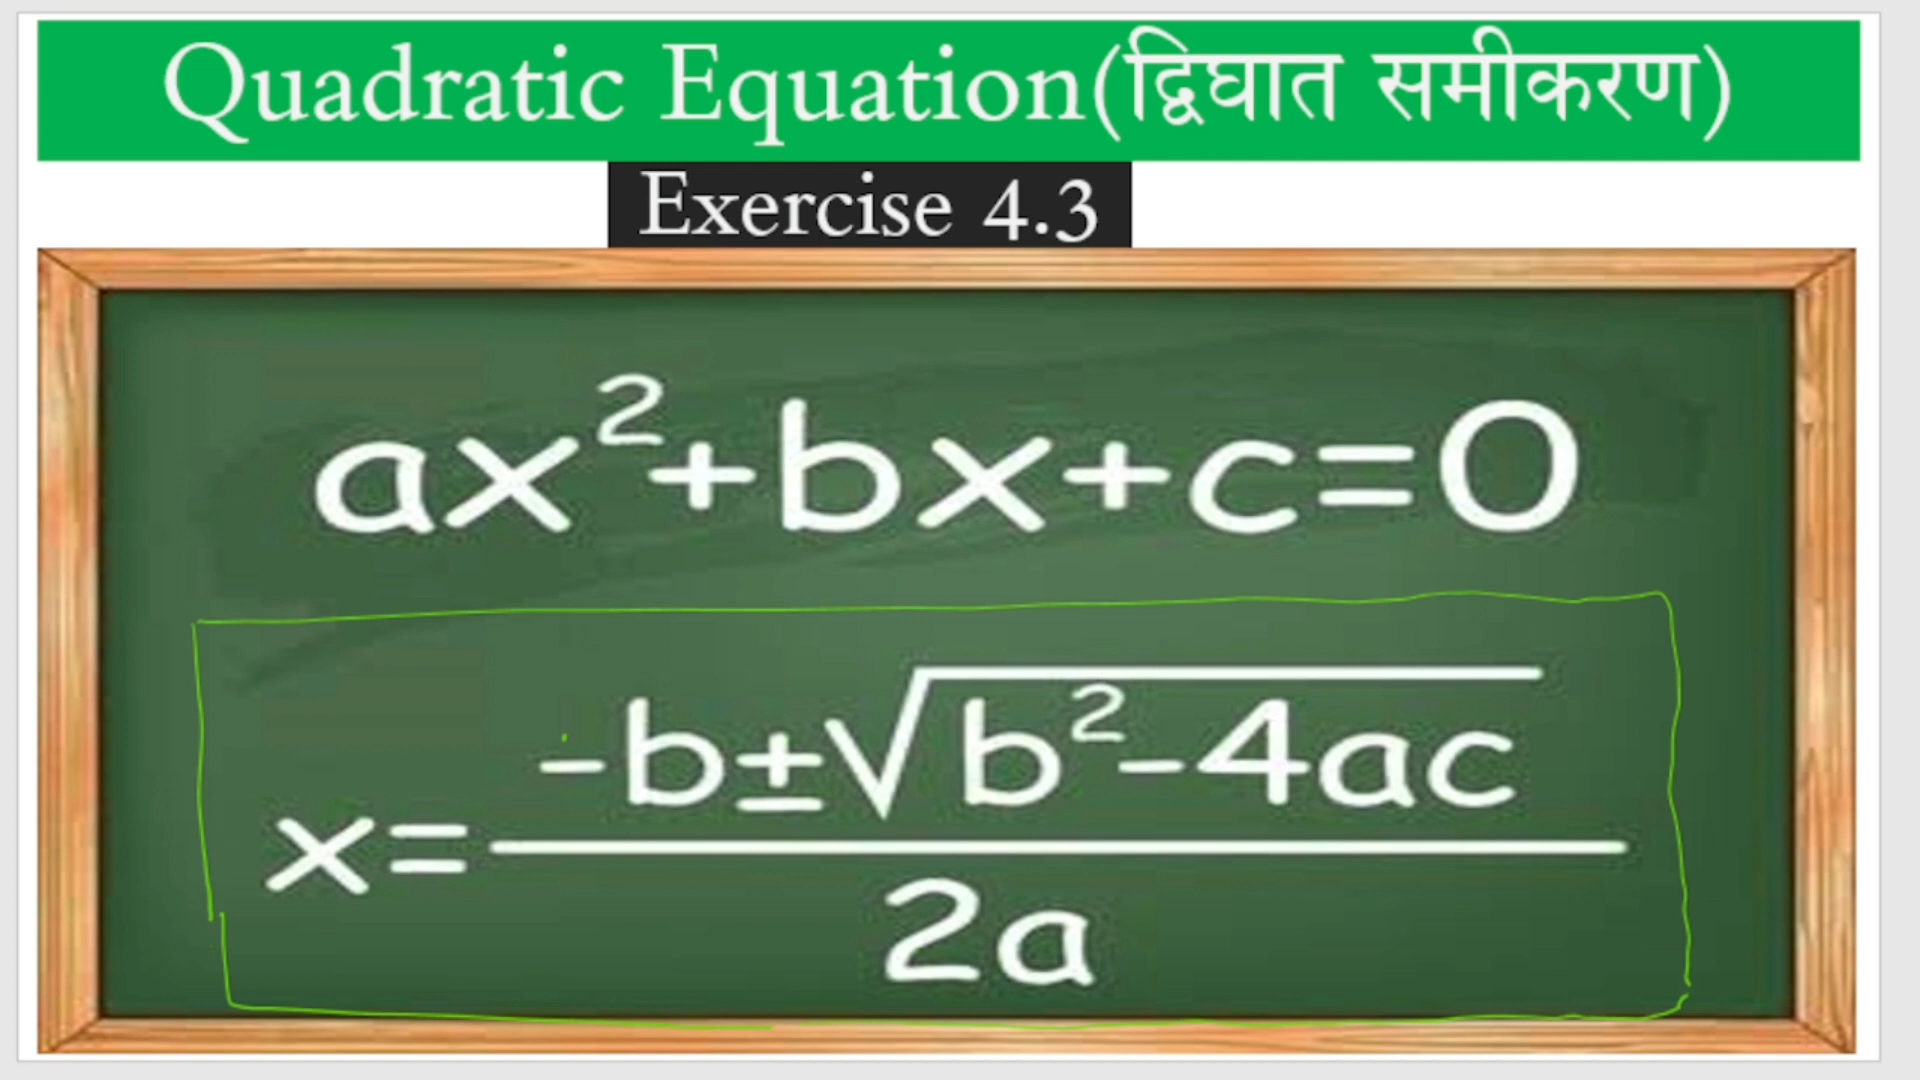 Quadratic Equation(द्विघात समीकरण)
Exercise 4.3
ax²+bx+c=0
x=-b±√b²-4ac
2a